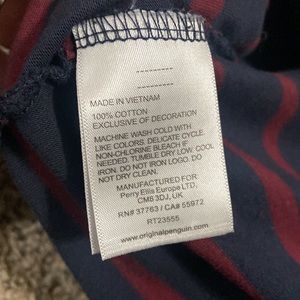 ---------
---------
MADE IN VIETNAM
100% COTTON
EXCLUSIVE OF DECORATION
MACHINE WASH COLD WITH
LIKE COLORS. DELICATE CYCLE.
NON-CHLORINE BLEACH IF
NEEDED. TUMBLE DRY LOW. COOL
IRON. DO NOT IRON LOGO. DO
NOT DRY CLEAN.
MANUFACTURED FOR:
Perry Ellis Europe LTD.
CM6 3DJ, UK
RN# 37763 / CA# 55972
RT23555
www.originalpenguin.com